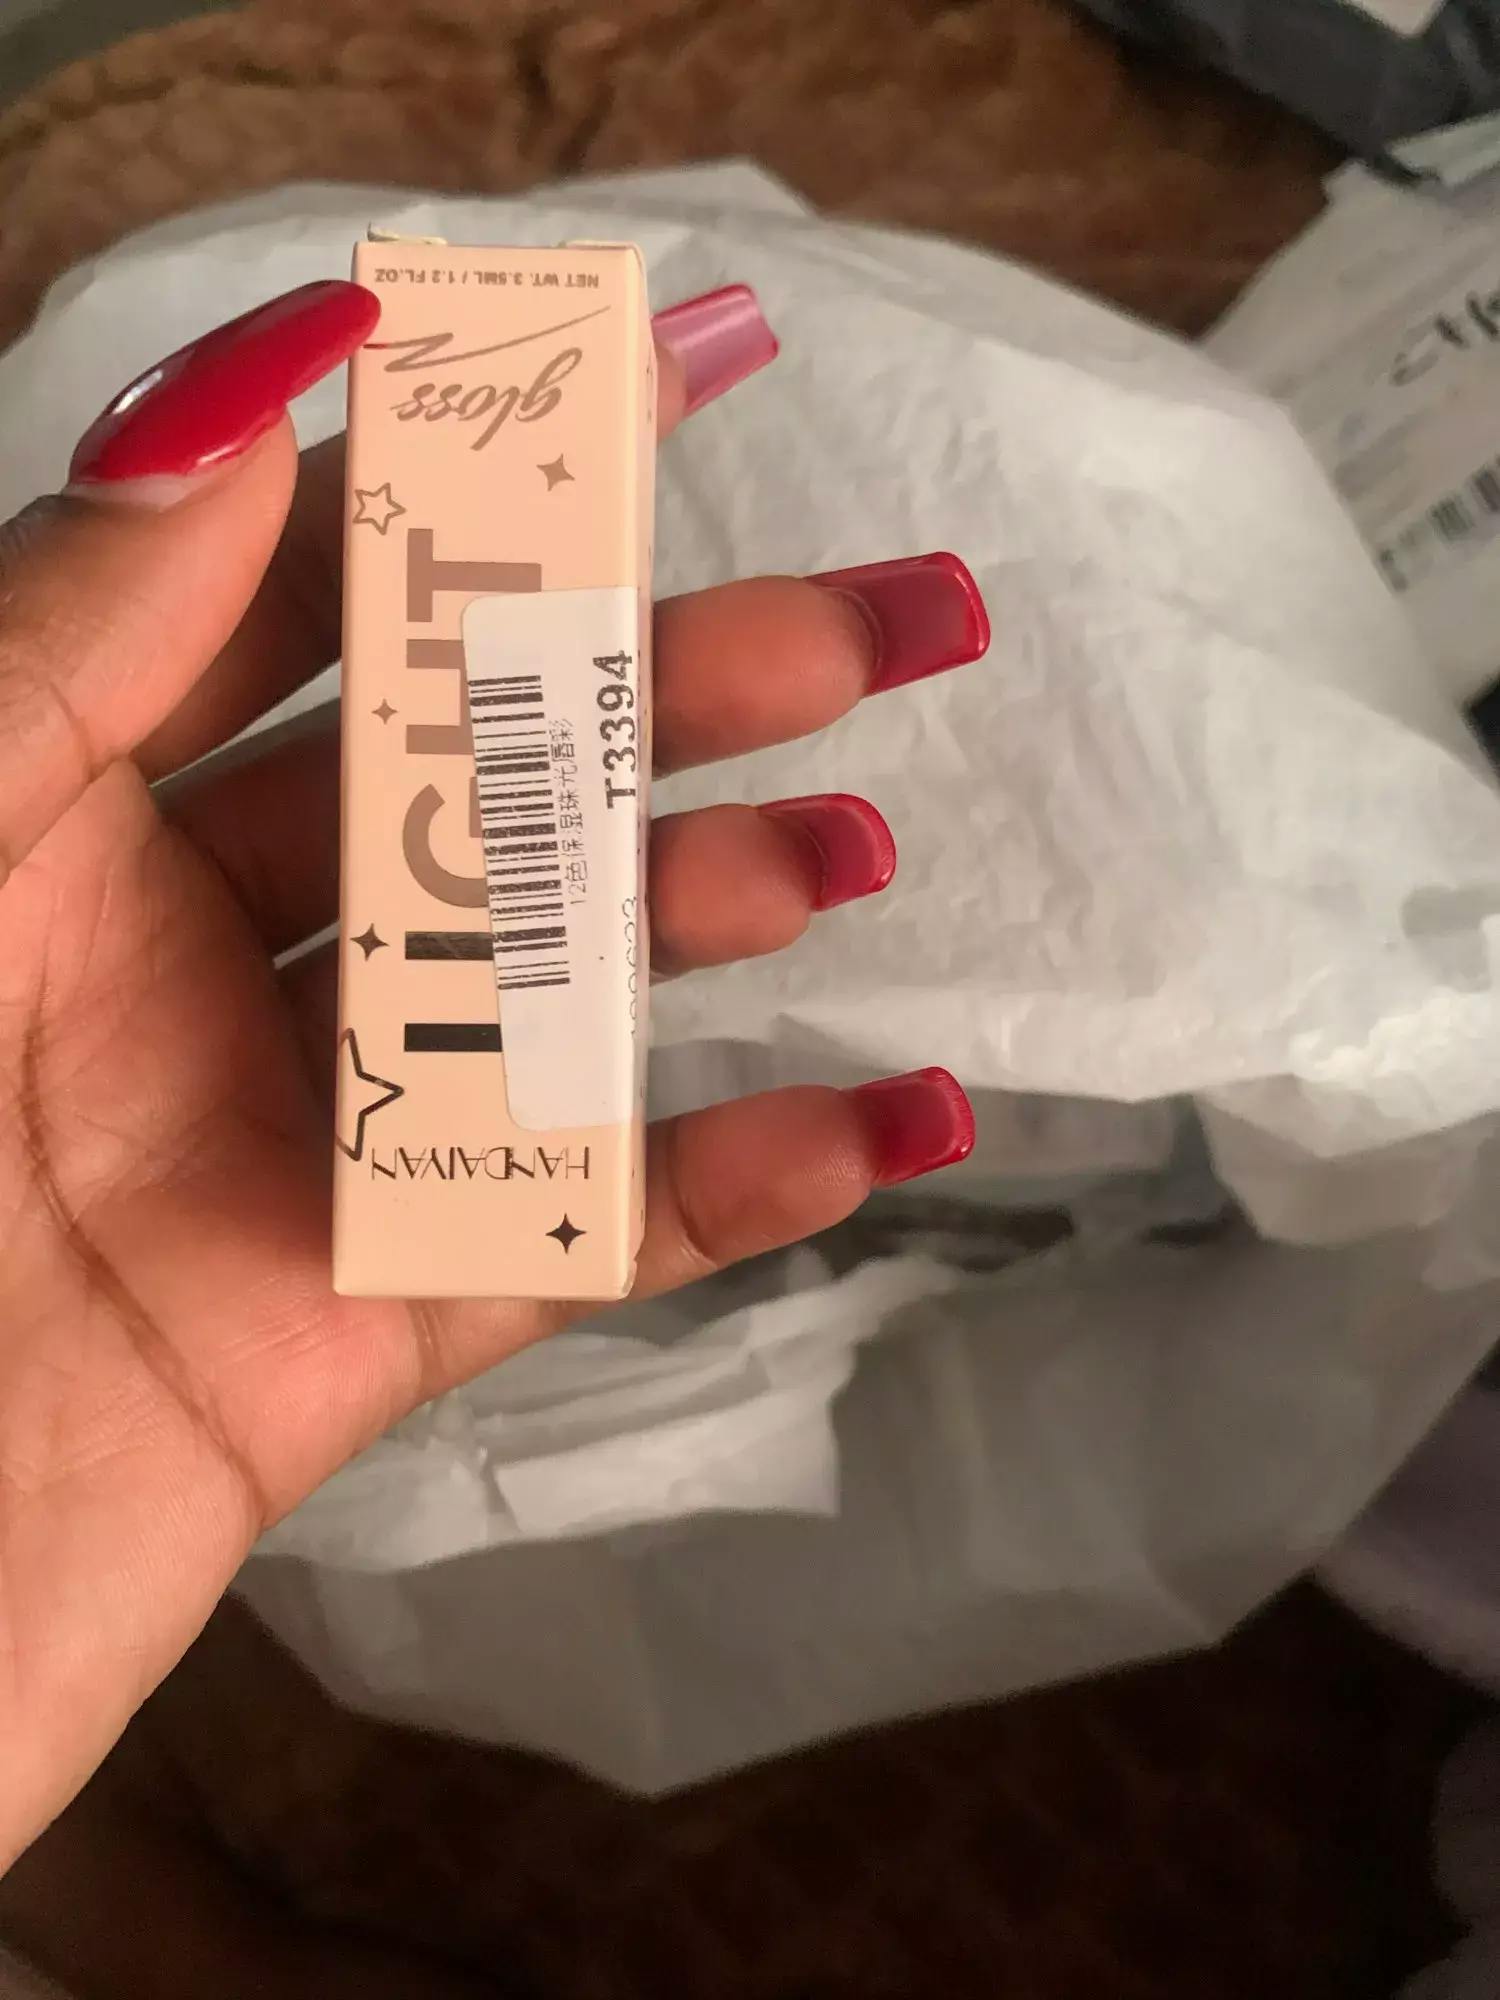 HANDAIYAN
LIGHT
gloss
NET WT. 3.5ML / 1.2 FL.OZ
12色保湿珠光唇彩
T3394